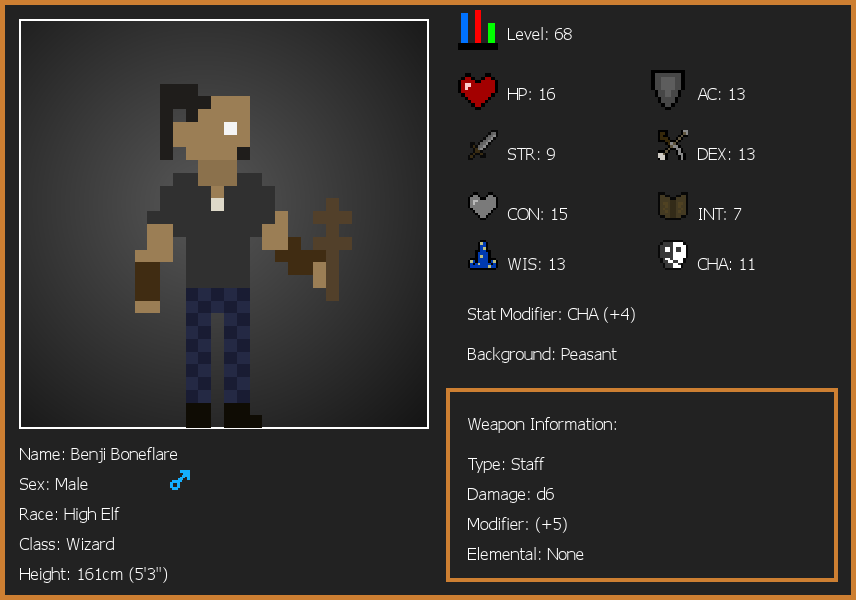 Level: 68
HP: 16
AC: 13
STR: 9
DEX: 13
CON: 15
INT: 7
WIS: 13
CHA: 11
Stat Modifier: CHA (+4)
Background: Peasant
Weapon Information:
Type: Staff
Damage: d6
Modifier: (+5)
Elemental: None
Name: Benji Boneflare
Sex: Male
Race: High Elf
Class: Wizard
Height: 161cm (5'3")